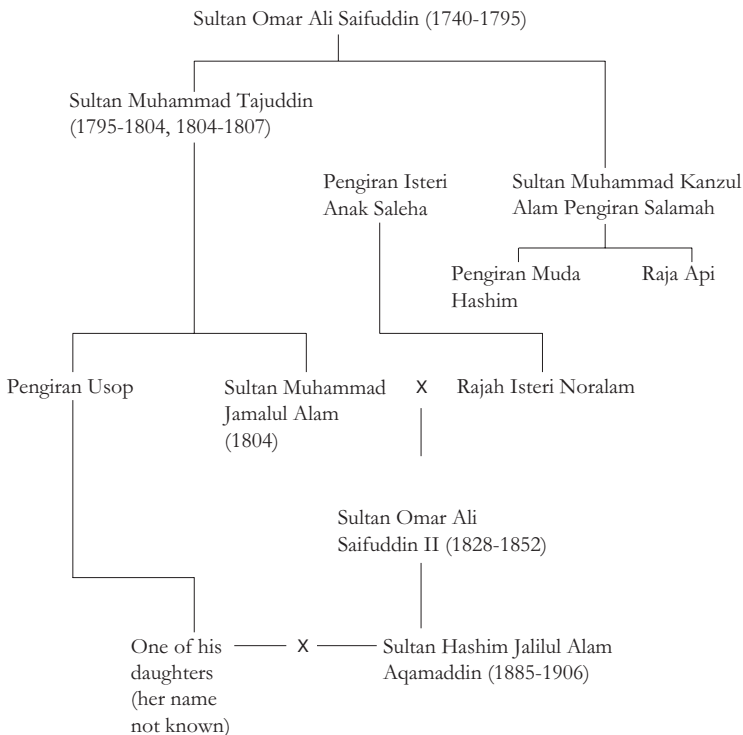 Sultan Omar Ali Saifuddin (1740-1795)
Sultan Muhammad Tajuddin
(1795-1804, 1804-1807)
Pengiran Isteri
Anak Saleha
Sultan Muhammad Kanzul
Alam Pengiran Salamah
Pengiran Muda
Hashim
Raja Api
Pengiran Usop
Sultan Muhammad
Jamalul Alam
(1804)
X
Rajah Isteri Noralam
Sultan Omar Ali
Saifuddin II (1828-1852)
One of his
daughters
(her name
not known)
X
Sultan Hashim Jalilul Alam
Aqamaddin (1885-1906)